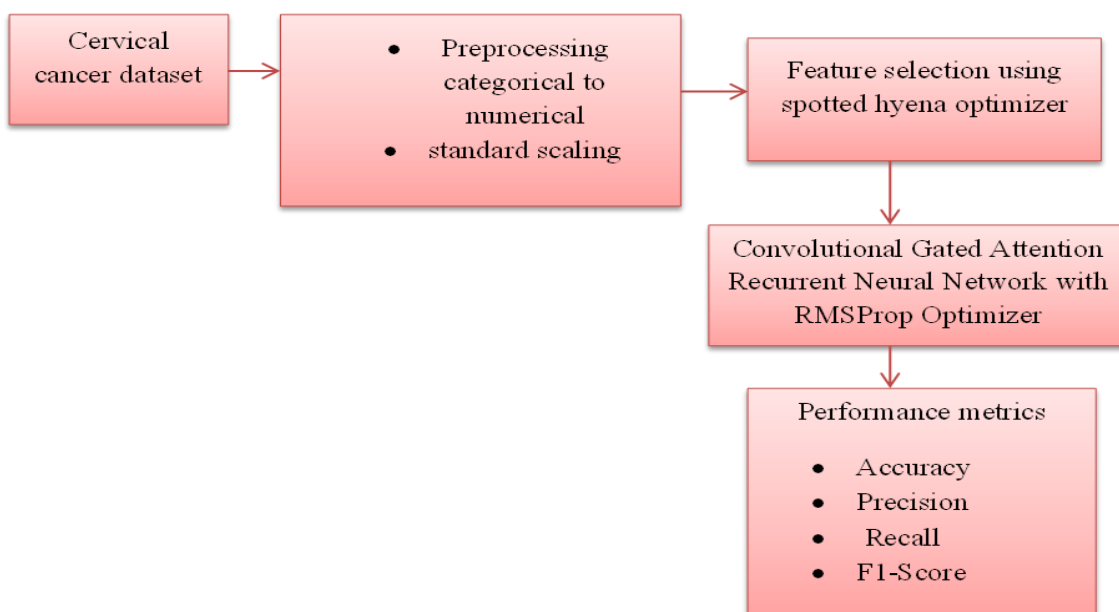 Cervical
cancer dataset
• Preprocessing
categorical to
numerical
• standard scaling
Feature selection using
spotted hyena optimizer
Convolutional Gated Attention
Recurrent Neural Network with
RMSProp Optimizer
Performance metrics
• Accuracy
• Precision
• Recall
• F1-Score